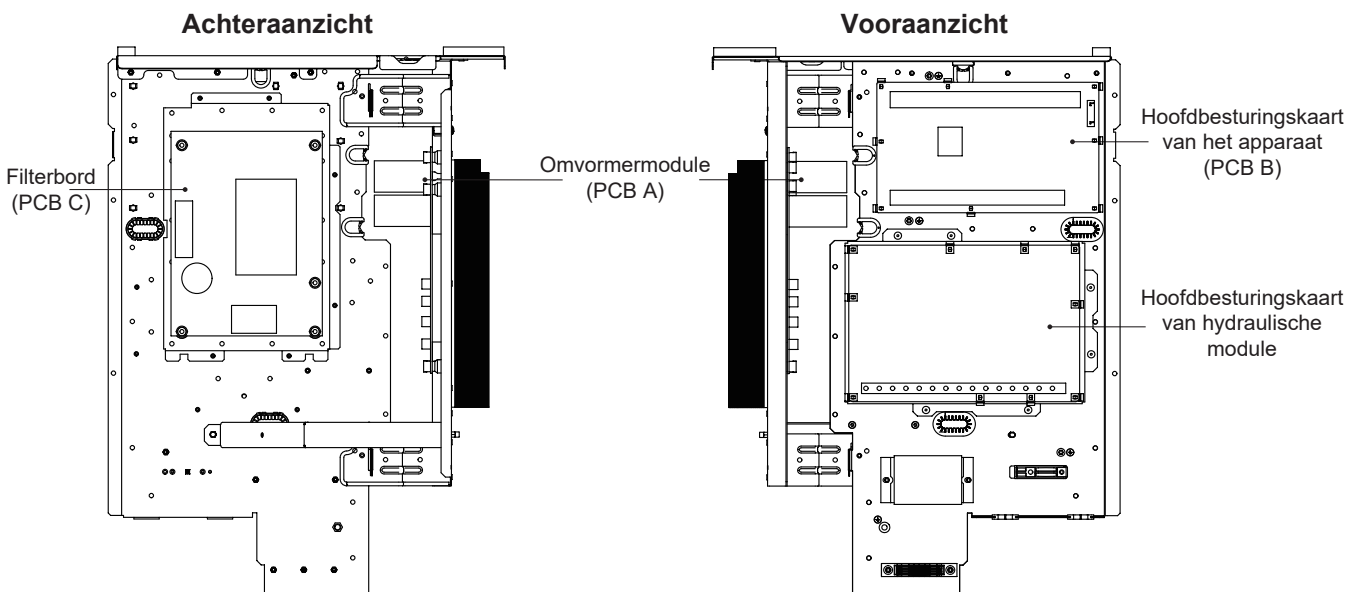 Achteraanzicht
Vooraanzicht
Filterbord
(PCB C)
Omvormermodule
(PCB A)
Hoofdbesturingskaart
van het apparaat
(PCB B)
Hoofdbesturingskaart
van hydraulische
module